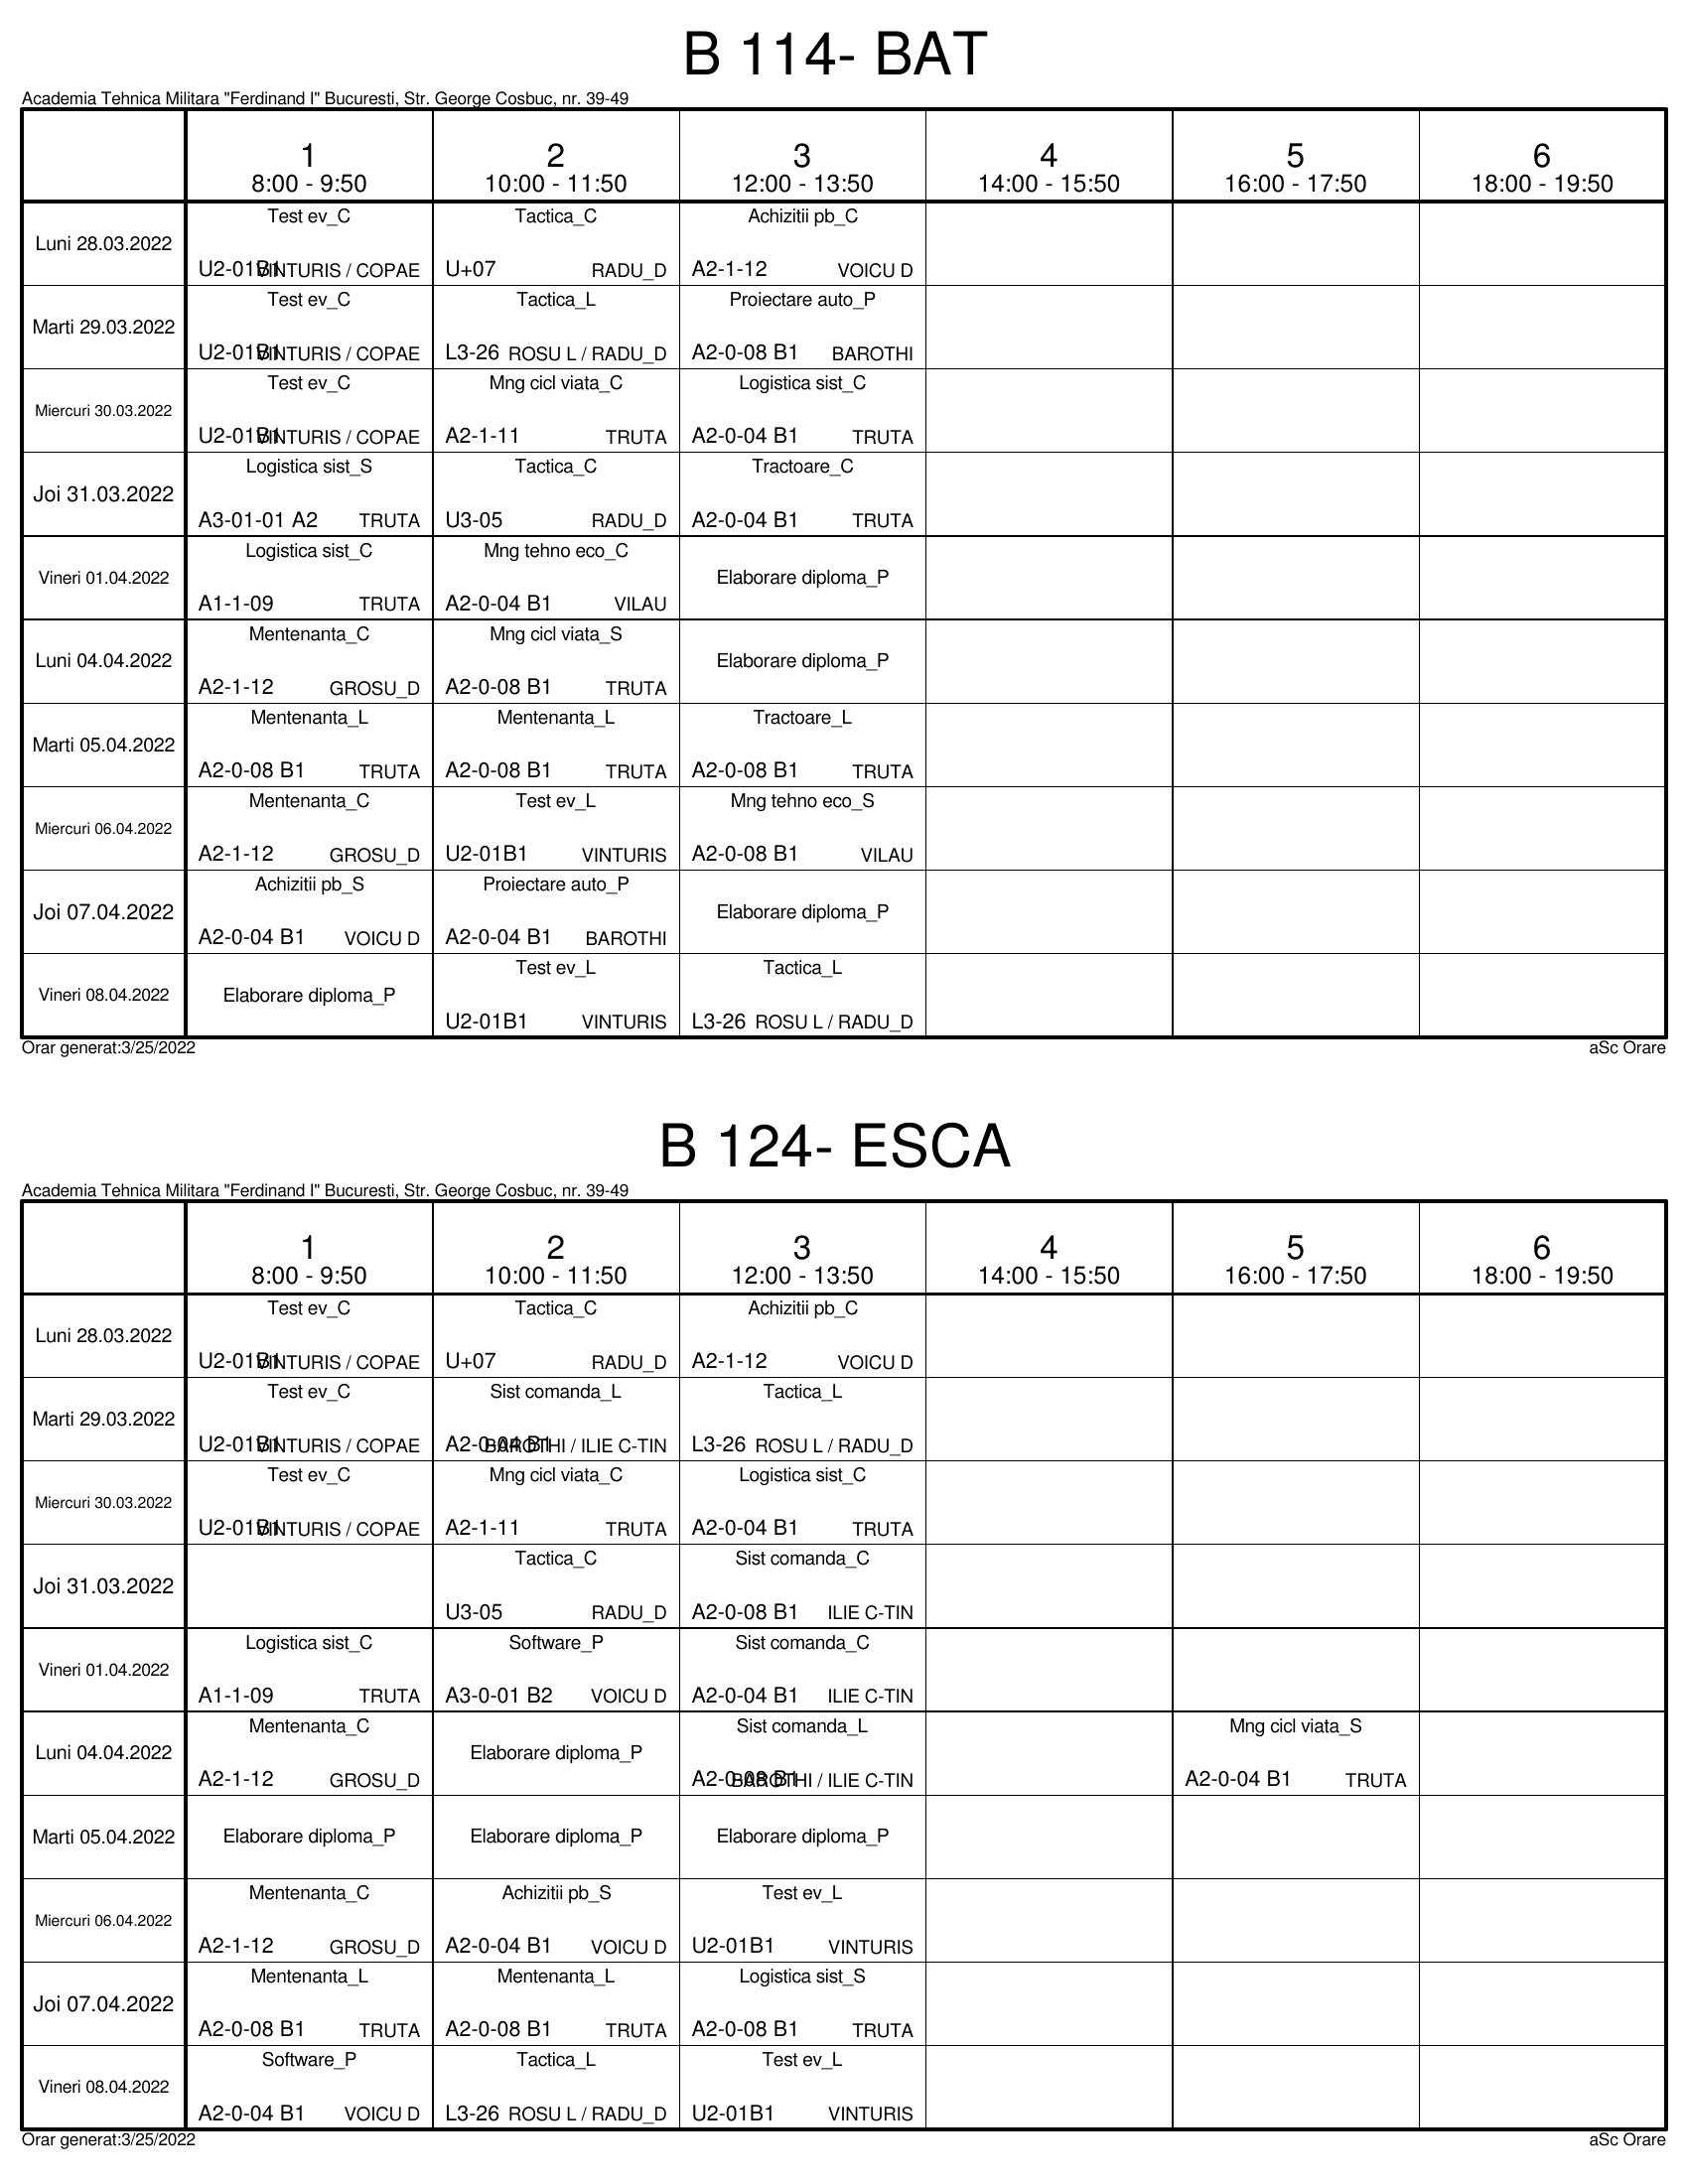 B 114- BAT
Academia Tehnica Militara "Ferdinand I" Bucuresti, Str. George Cosbuc, nr. 39-49
1 2 3 4 5 6
8:00 - 9:50 10:00 - 11:50 12:00 - 13:50 14:00 - 15:50 16:00 - 17:50 18:00 - 19:50
Luni 28.03.2022
Test ev_C Tactica_C Achizitii pb_C
U2-01B1 VINTURIS / COPAE U+07 RADU_D A2-1-12 VOICU D
Marti 29.03.2022
Test ev_C Tactica_L Proiectare auto_P
U2-01B1 VINTURIS / COPAE L3-26 ROSU L / RADU_D A2-0-08 B1 BAROTHI
Miercuri 30.03.2022
Test ev_C Mng cicl viata_C Logistica sist_C
U2-01B1 VINTURIS / COPAE A2-1-11 TRUTA A2-0-04 B1 TRUTA
Joi 31.03.2022
Logistica sist_S Tactica_C Tractoare_C
A3-01-01 A2 TRUTA U3-05 RADU_D A2-0-04 B1 TRUTA
Vineri 01.04.2022
Logistica sist_C Mng tehno eco_C Elaborare diploma_P
A1-1-09 TRUTA A2-0-04 B1 VILAU
Luni 04.04.2022
Mentenanta_C Mng cicl viata_S Elaborare diploma_P
A2-1-12 GROSU_D A2-0-08 B1 TRUTA
Marti 05.04.2022
Mentenanta_L Mentenanta_L Tractoare_L
A2-0-08 B1 TRUTA A2-0-08 B1 TRUTA A2-0-08 B1 TRUTA
Miercuri 06.04.2022
Mentenanta_C Test ev_L Mng tehno eco_S
A2-1-12 GROSU_D U2-01B1 VINTURIS A2-0-08 B1 VILAU
Joi 07.04.2022
Achizitii pb_S Proiectare auto_P Elaborare diploma_P
A2-0-04 B1 VOICU D A2-0-04 B1 BAROTHI
Vineri 08.04.2022
Elaborare diploma_P Test ev_L Tactica_L
U2-01B1 VINTURIS L3-26 ROSU L / RADU_D
Orar generat:3/25/2022 aSc Orare
B 124- ESCA
Academia Tehnica Militara "Ferdinand I" Bucuresti, Str. George Cosbuc, nr. 39-49
1 2 3 4 5 6
8:00 - 9:50 10:00 - 11:50 12:00 - 13:50 14:00 - 15:50 16:00 - 17:50 18:00 - 19:50
Luni 28.03.2022
Test ev_C Tactica_C Achizitii pb_C
U2-01B1 VINTURIS / COPAE U+07 RADU_D A2-1-12 VOICU D
Marti 29.03.2022
Test ev_C Sist comanda_L Tactica_L
U2-01B1 VINTURIS / COPAE A2-0-04 B1 BAROTHI / ILIE C-TIN L3-26 ROSU L / RADU_D
Miercuri 30.03.2022
Test ev_C Mng cicl viata_C Logistica sist_C
U2-01B1 VINTURIS / COPAE A2-1-11 TRUTA A2-0-04 B1 TRUTA
Joi 31.03.2022
Tactica_C Sist comanda_C
U3-05 RADU_D A2-0-08 B1 ILIE C-TIN
Vineri 01.04.2022
Logistica sist_C Software_P Sist comanda_C
A1-1-09 TRUTA A3-0-01 B2 VOICU D A2-0-04 B1 ILIE C-TIN
Luni 04.04.2022
Mentenanta_C Elaborare diploma_P Sist comanda_L Mng cicl viata_S
A2-1-12 GROSU_D A2-0-08 B1 BAROTHI / ILIE C-TIN A2-0-04 B1 TRUTA
Marti 05.04.2022
Elaborare diploma_P Elaborare diploma_P Elaborare diploma_P
Miercuri 06.04.2022
Mentenanta_C Achizitii pb_S Test ev_L
A2-1-12 GROSU_D A2-0-04 B1 VOICU D U2-01B1 VINTURIS
Joi 07.04.2022
Mentenanta_L Mentenanta_L Logistica sist_S
A2-0-08 B1 TRUTA A2-0-08 B1 TRUTA A2-0-08 B1 TRUTA
Vineri 08.04.2022
Software_P Tactica_L Test ev_L
A2-0-04 B1 VOICU D L3-26 ROSU L / RADU_D U2-01B1 VINTURIS
Orar generat:3/25/2022 aSc Orare